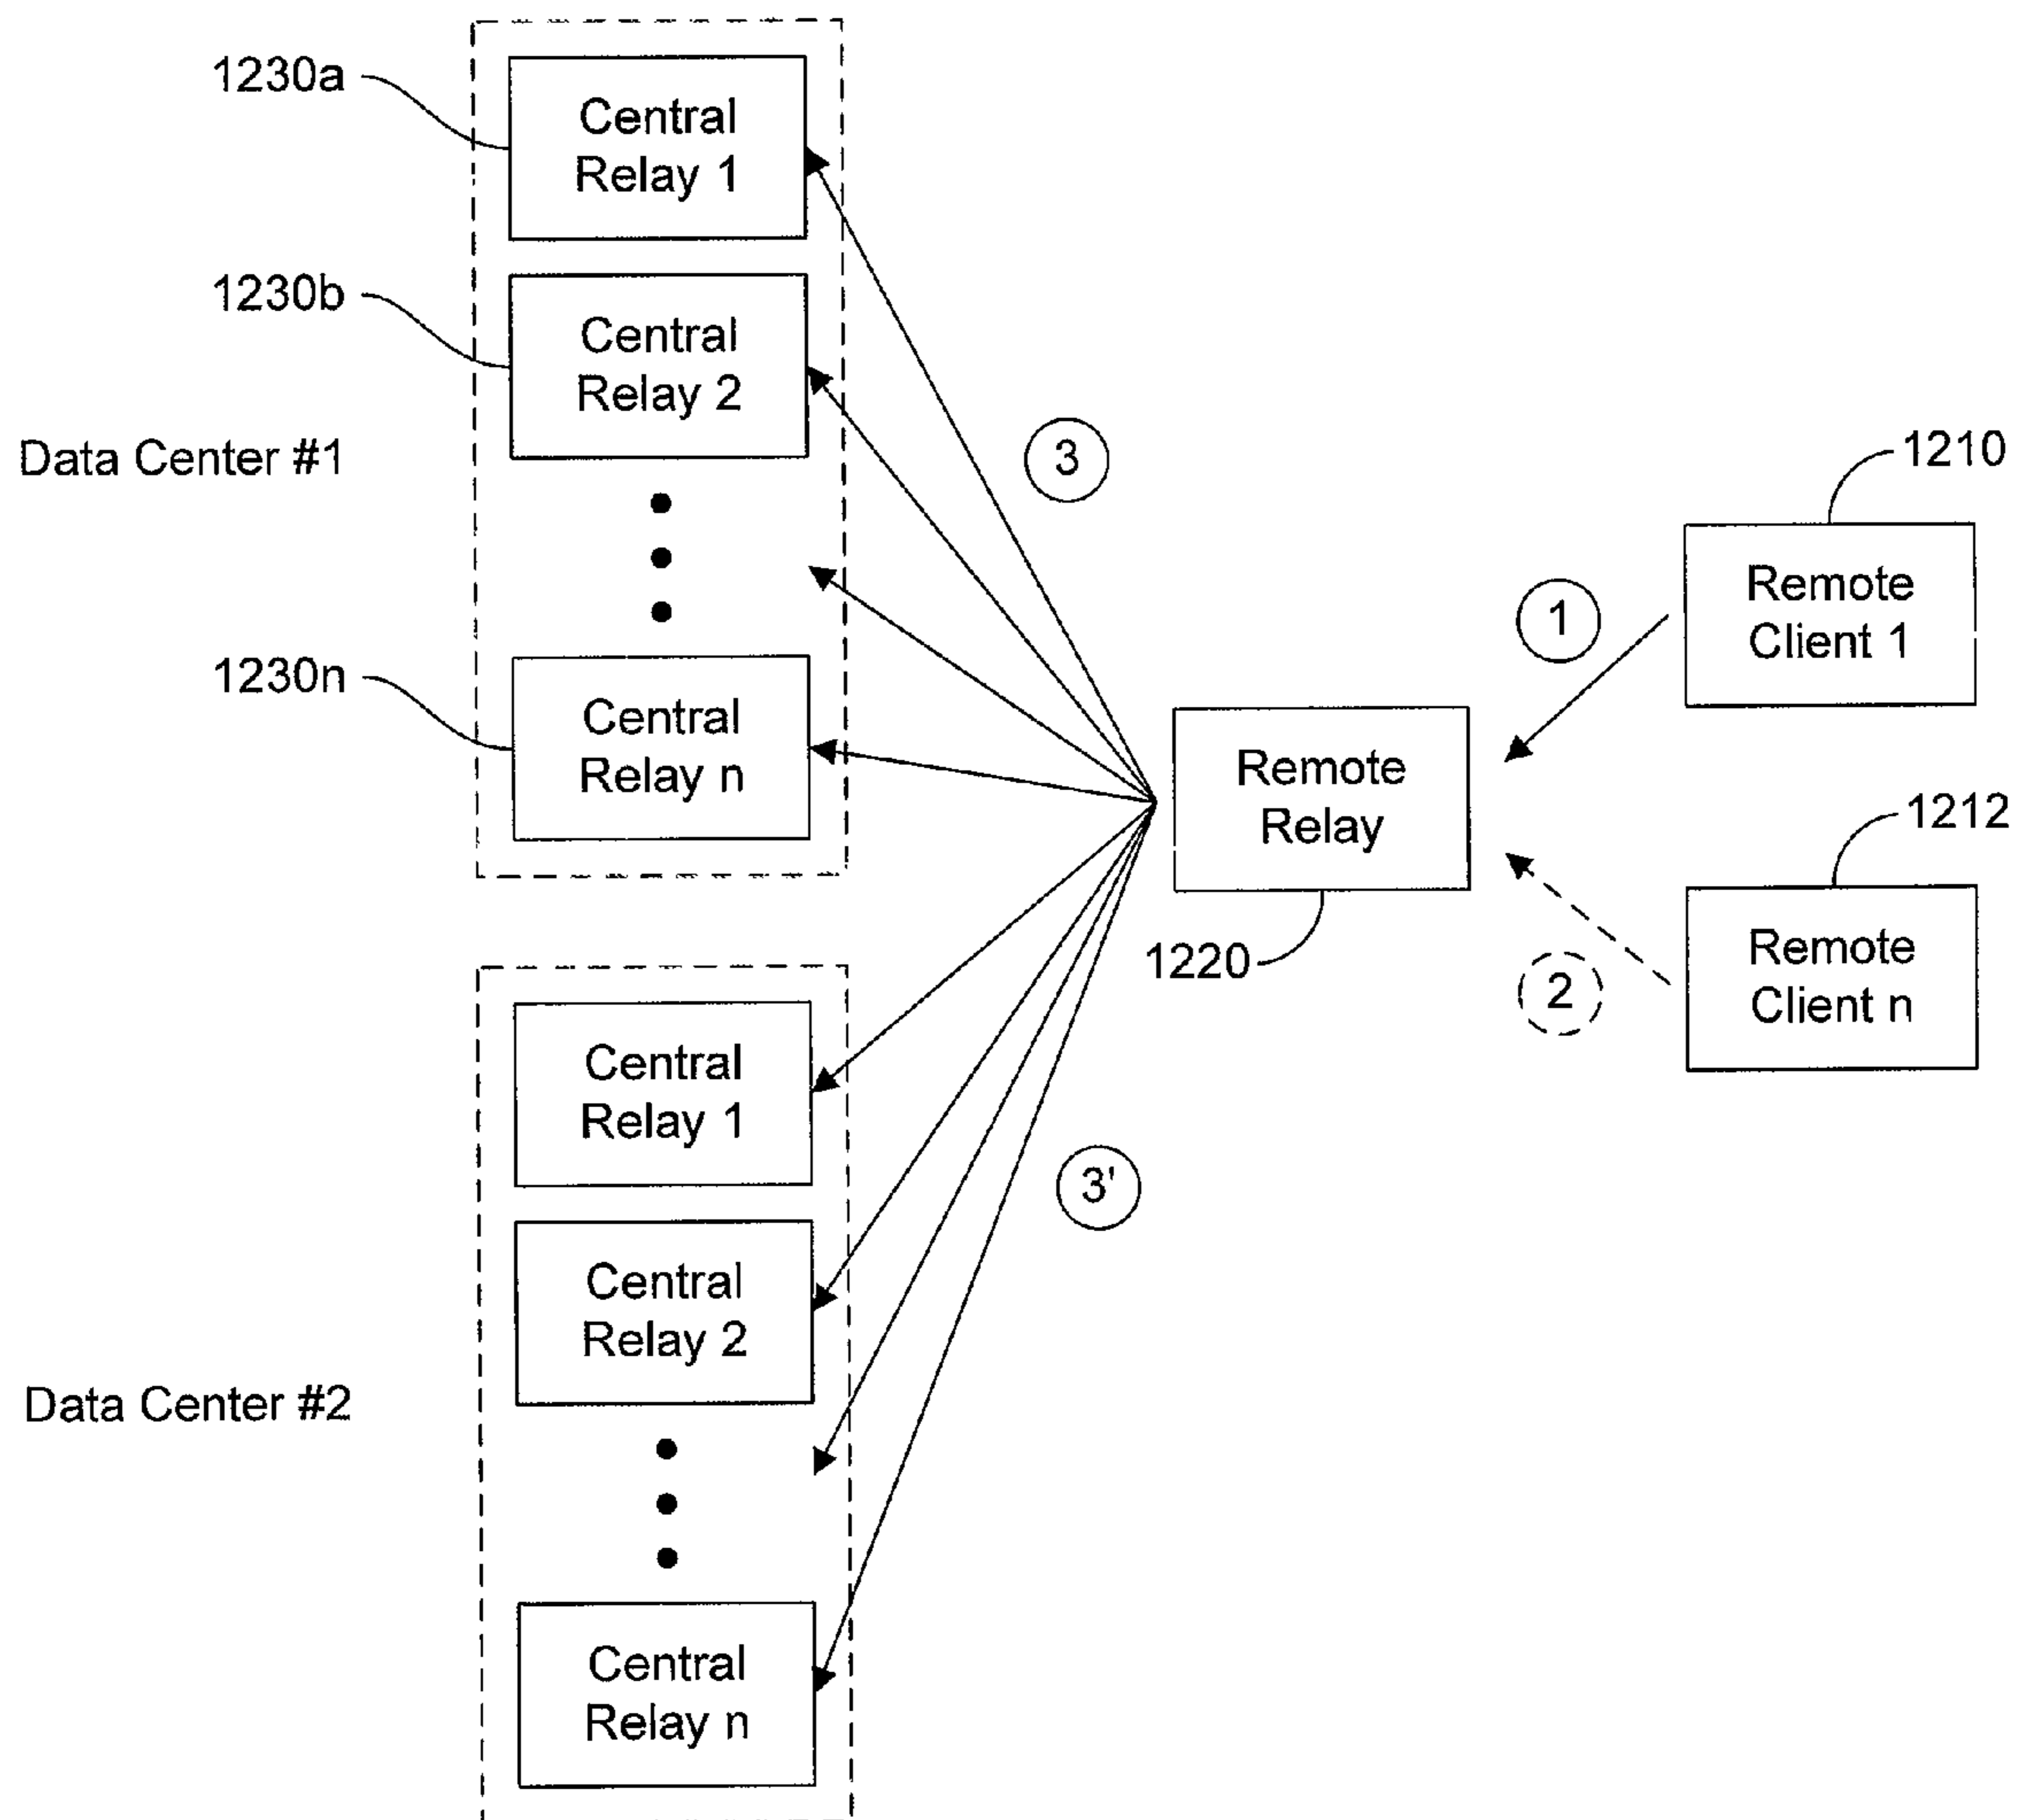 1230a
Central
Relay 1
1230b
Central
Relay 2
Data Center #1
3
1210
Remote
Client 1
1
1230n
Central
Relay n
Remote
Relay
1212
1220
Remote
Client n
2
Central
Relay 1
3'
Central
Relay 2
Data Center #2
Central
Relay n